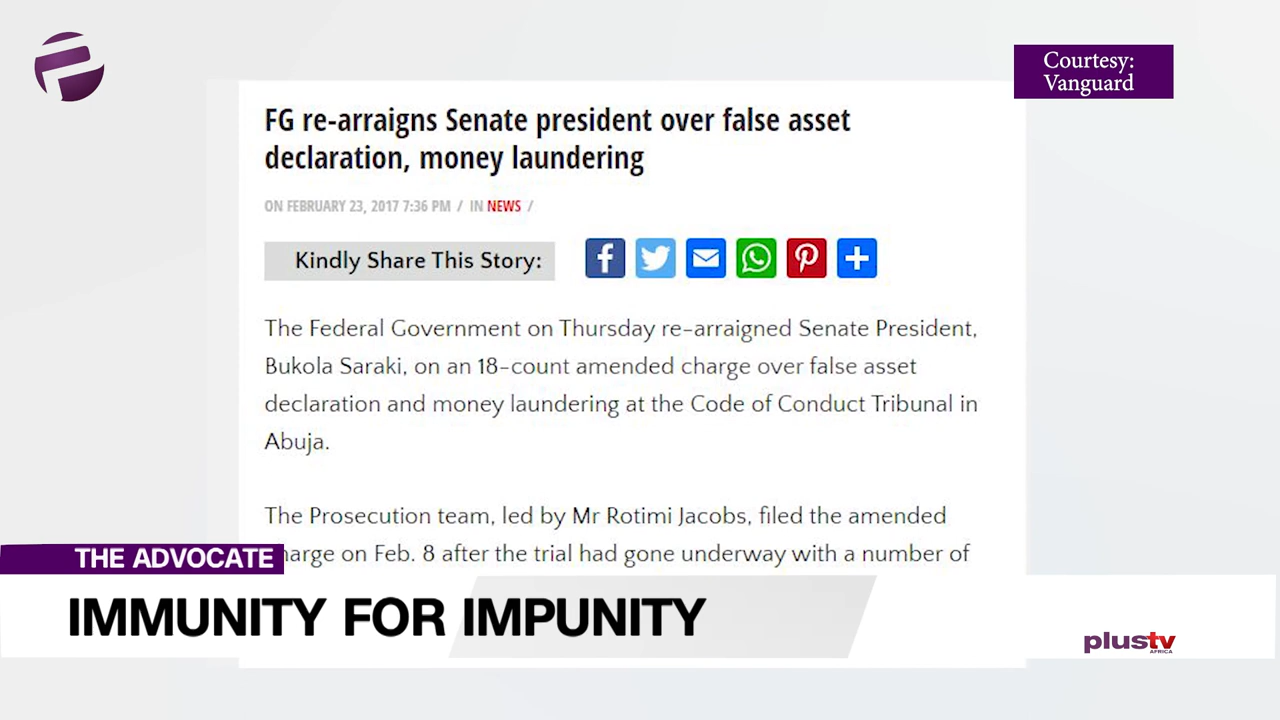 Courtesy:
Vanguard
FG re-arraigns Senate president over false asset
declaration, money laundering
ON FEBRUARY 23, 2017 7:36 PM / IN NEWS /
Kindly Share This Story:
The Federal Government on Thursday re-arraigned Senate President,
Bukola Saraki, on an 18-count amended charge over false asset
declaration and money laundering at the Code of Conduct Tribunal in
Abuja.
The Prosecution team, led by Mr Rotimi Jacobs, filed the amended
harge on Feb. 8 after the trial had gone underway with a number of
THE ADVOCATE
IMMUNITY FOR IMPUNITY
plustv
AFRICA